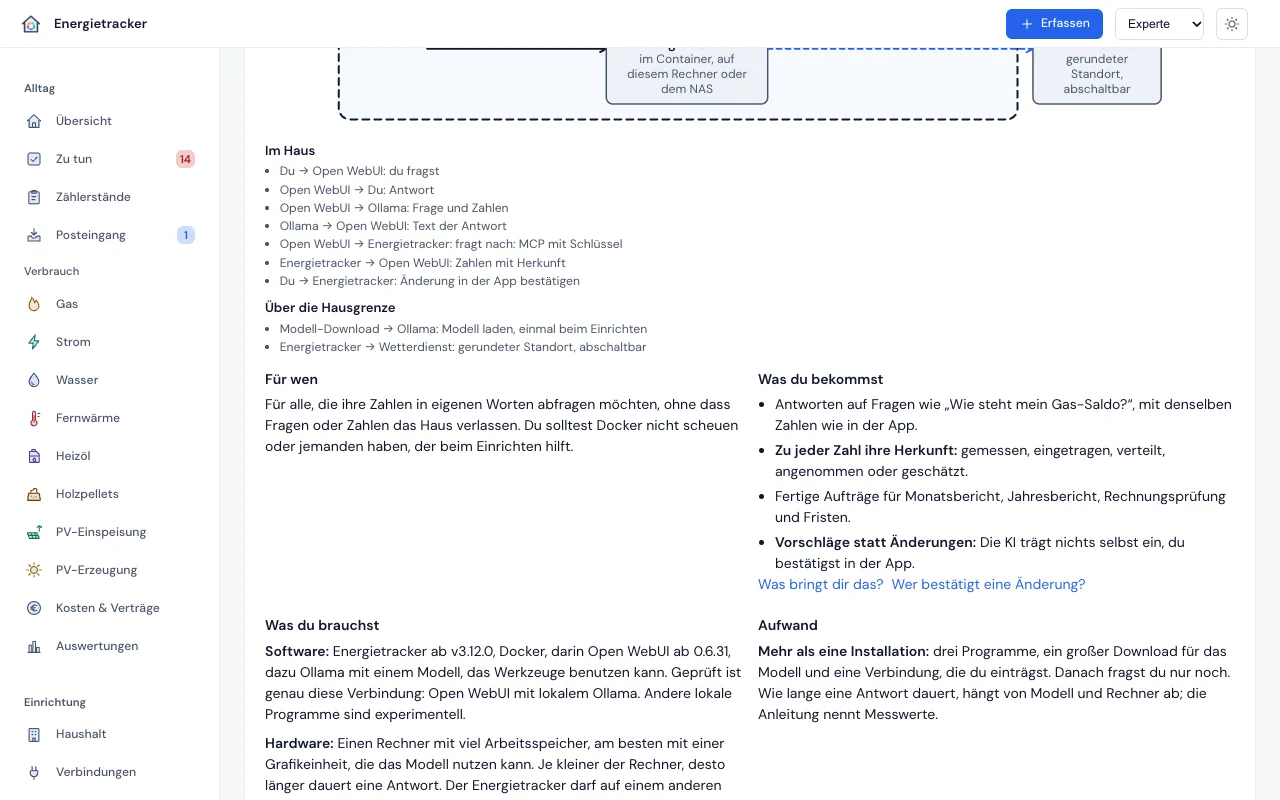 Energietracker
Erfassen
Experte
Alltag
Übersicht
Zu tun
14
Zählerstände
Posteingang
1
Verbrauch
Gas
Strom
Wasser
Fernwärme
Heizöl
Holzpellets
PV-Einspeisung
PV-Erzeugung
Kosten & Verträge
Auswertungen
Einrichtung
Haushalt
Verbindungen
im Container, auf
diesem Rechner oder
dem NAS
gerundeter
Standort,
abschaltbar
Im Haus
• Du → Open WebUI: du fragst
• Open WebUI → Du: Antwort
• Open WebUI → Ollama: Frage und Zahlen
• Ollama → Open WebUI: Text der Antwort
• Open WebUI → Energietracker: fragt nach: MCP mit Schlüssel
• Energietracker → Open WebUI: Zahlen mit Herkunft
• Du → Energietracker: Änderung in der App bestätigen
Über die Hausgrenze
• Modell-Download → Ollama: Modell laden, einmal beim Einrichten
• Energietracker → Wetterdienst: gerundeter Standort, abschaltbar
Für wen
Für alle, die ihre Zahlen in eigenen Worten abfragen möchten, ohne dass
Fragen oder Zahlen das Haus verlassen. Du solltest Docker nicht scheuen
oder jemanden haben, der beim Einrichten hilft.
Was du bekommst
• Antworten auf Fragen wie „Wie steht mein Gas-Saldo?“, mit denselben
Zahlen wie in der App.
• Zu jeder Zahl ihre Herkunft: gemessen, eingetragen, verteilt,
angenommen oder geschätzt.
• Fertige Aufträge für Monatsbericht, Jahresbericht, Rechnungsprüfung
und Fristen.
• Vorschläge statt Änderungen: Die KI trägt nichts selbst ein, du
bestätigst in der App.
Was bringt dir das? Wer bestätigt eine Änderung?
Was du brauchst
Software: Energietracker ab v3.12.0, Docker, darin Open WebUI ab 0.6.31,
dazu Ollama mit einem Modell, das Werkzeuge benutzen kann. Geprüft ist
genau diese Verbindung: Open WebUI mit lokalem Ollama. Andere lokale
Programme sind experimentell.
Hardware: Einen Rechner mit viel Arbeitsspeicher, am besten mit einer
Grafikeinheit, die das Modell nutzen kann. Je kleiner der Rechner, desto
länger dauert eine Antwort. Der Energietracker darf auf einem anderen
Aufwand
Mehr als eine Installation: drei Programme, ein großer Download für das
Modell und eine Verbindung, die du einträgst. Danach fragst du nur noch.
Wie lange eine Antwort dauert, hängt von Modell und Rechner ab; die
Anleitung nennt Messwerte.